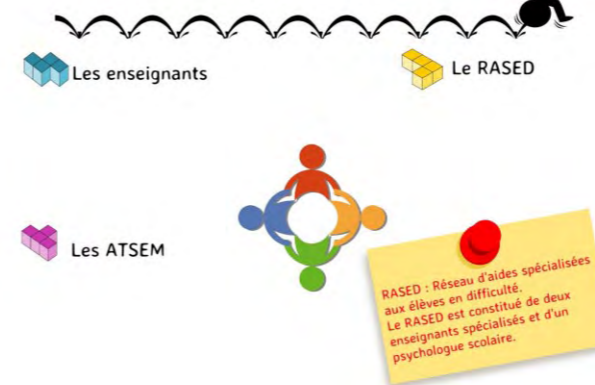 Les enseignants
Le RASED
Les ATSEM
RASED : Réseau d'aides spécialisées
aux élèves en difficulté.
Le RASED est constitué de deux
enseignants spécialisés et d'un
psychologue scolaire.